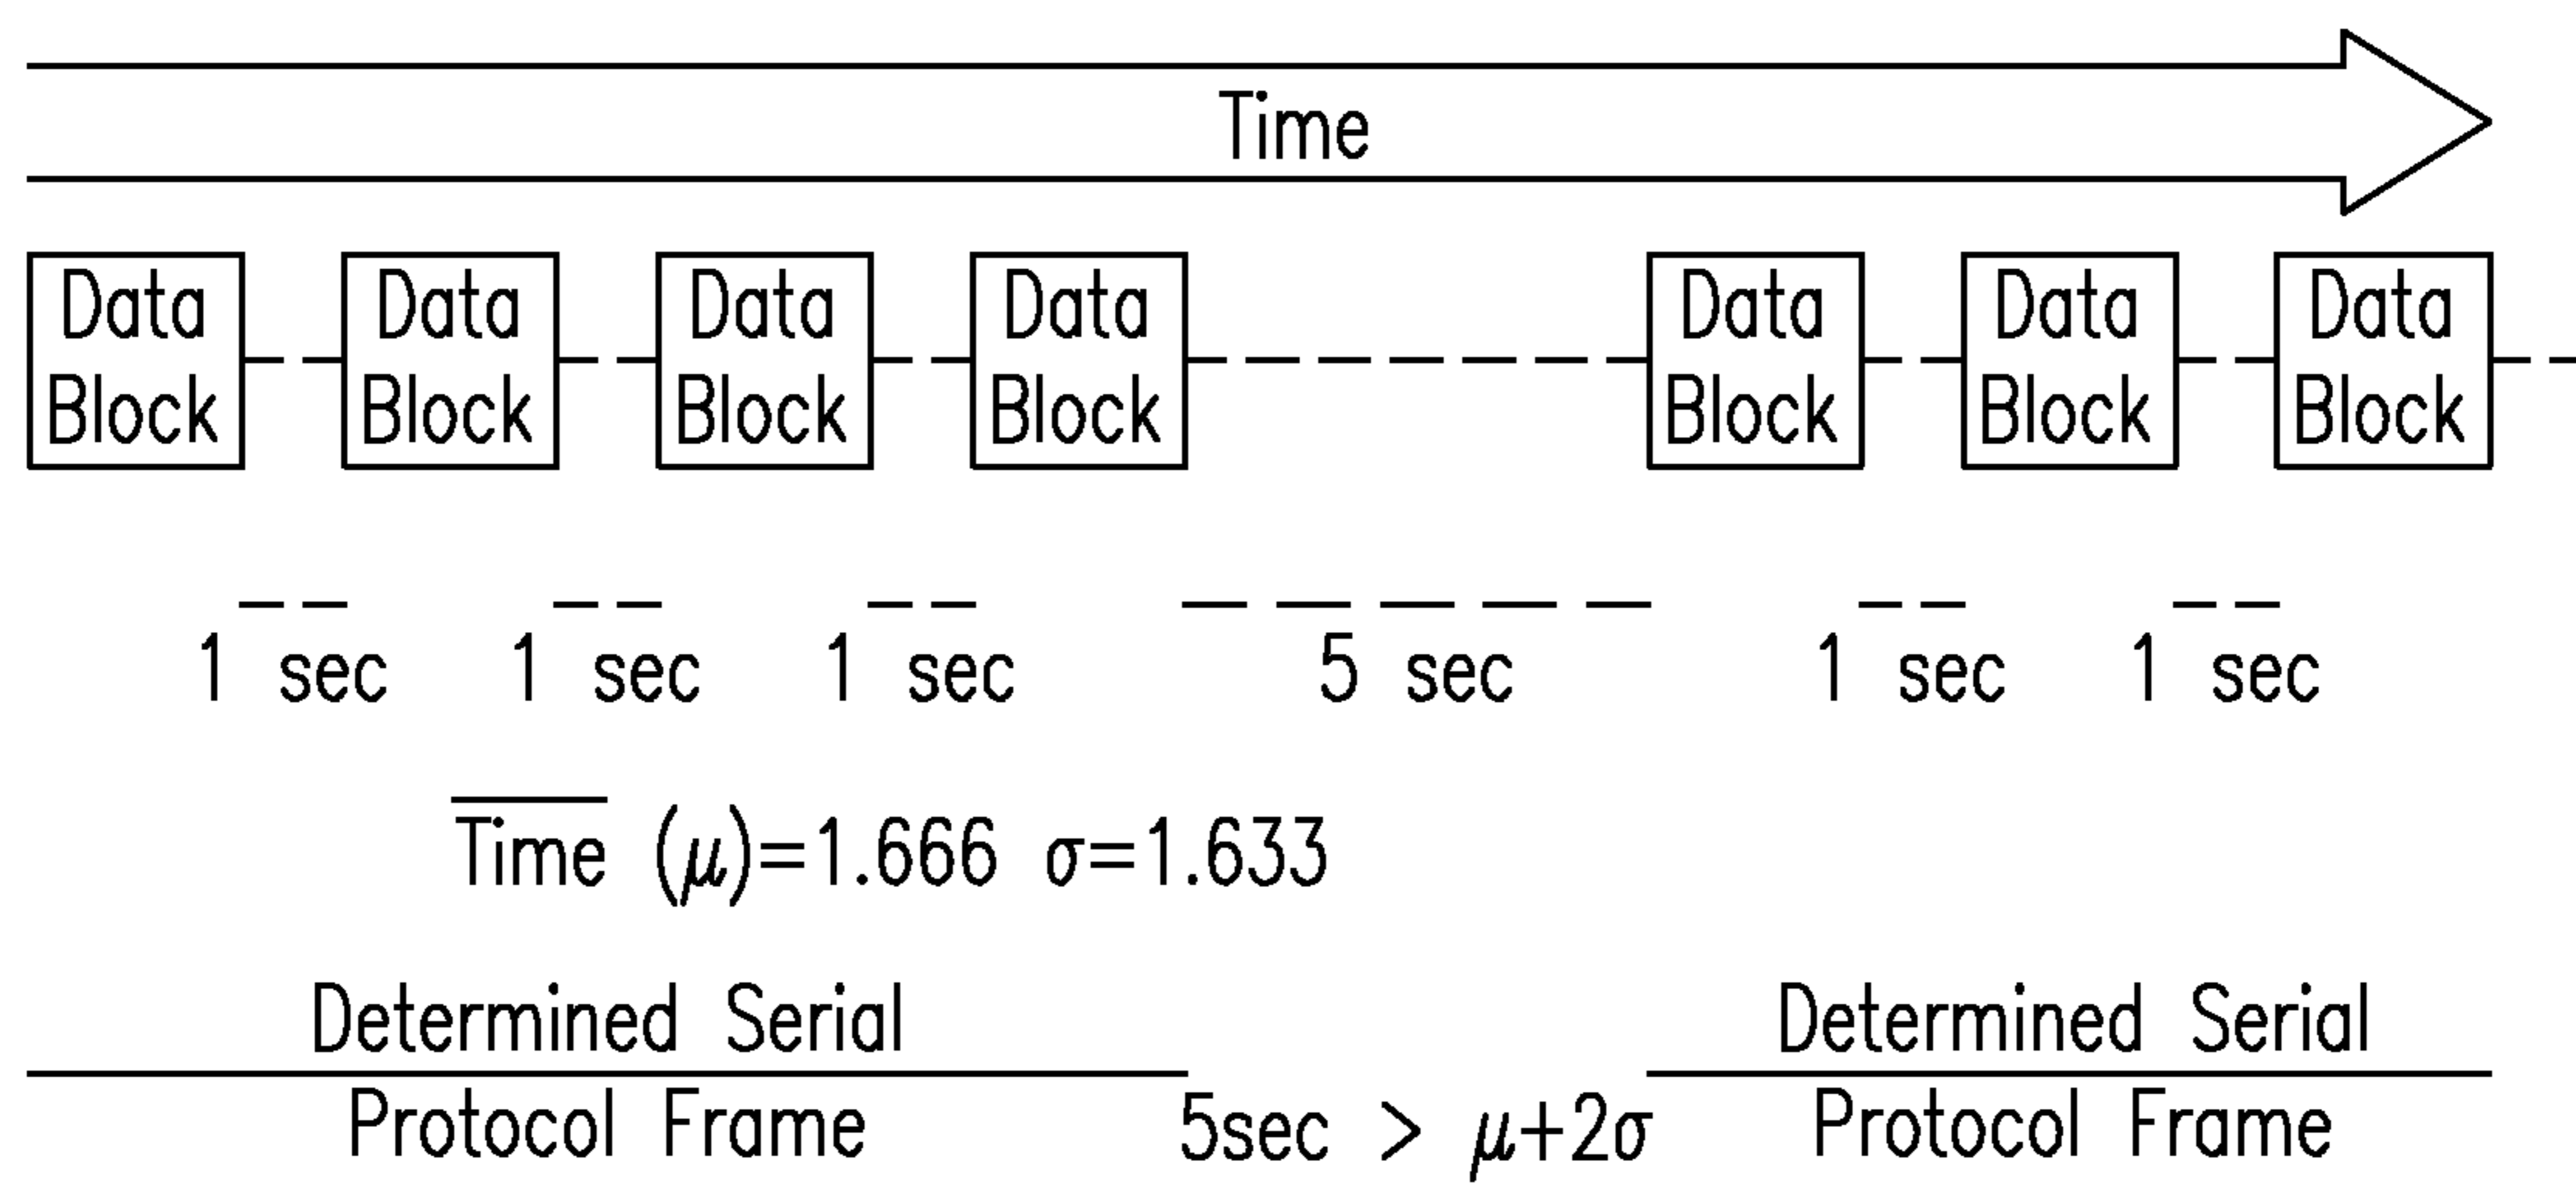 Time
Data Data Data Data Data Data Data
Block Block Block Block Block Block Block
1 sec 1 sec 1 sec 5 sec 1 sec 1 sec
Time (μ)=1.666 σ=1.633
Determined Serial Determined Serial
Protocol Frame 5sec > μ+2σ Protocol Frame